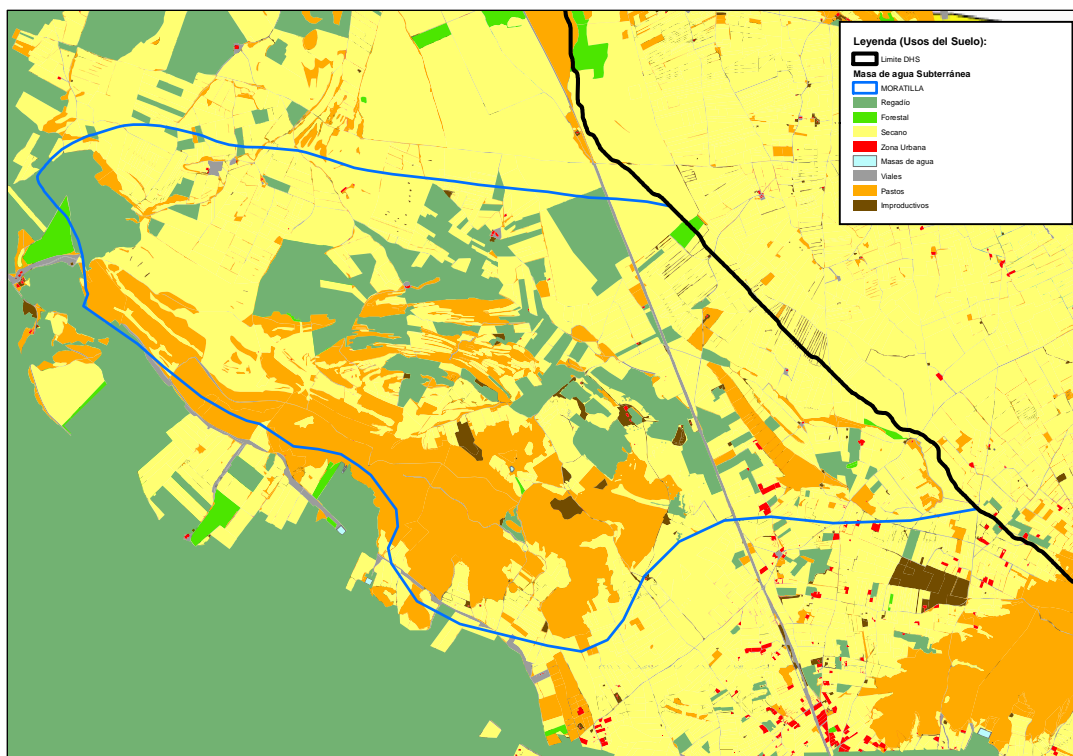 Leyenda (Usos del Suelo):
Limite DHS
Masa de agua Subterránea
MORATILLA
Regadío
Forestal
Secano
Zona Urbana
Masas de agua
Viales
Pastos
Improductivos